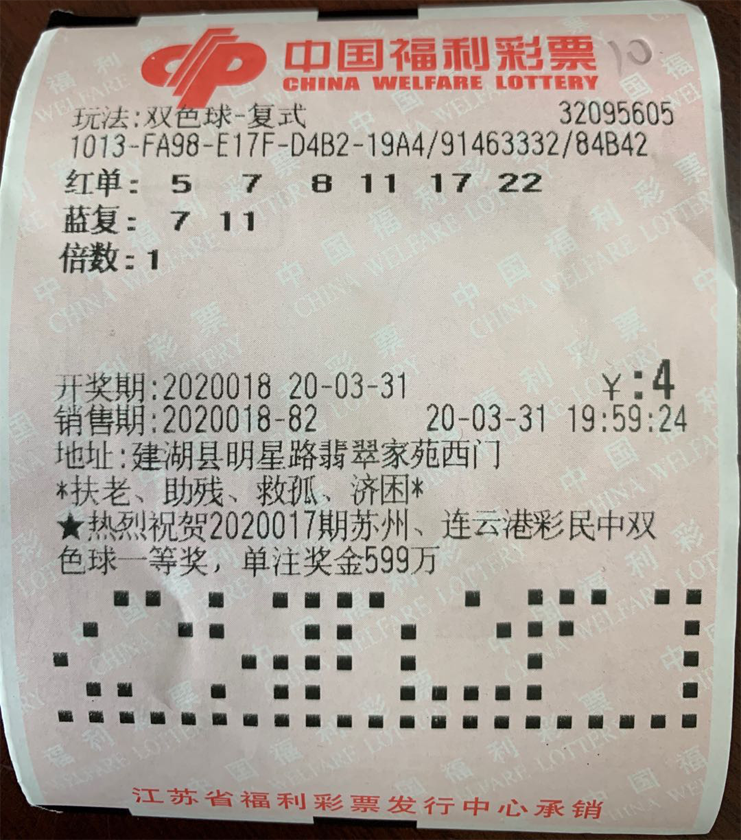 中国福利彩票 10
CHINA WELFARE LOTTERY
玩法:双色球-复式 32095605
1013-FA98-E17F-D4B2-19A4/91463332/84B42
红单: 5 7 8 11 17 22
蓝复: 7 11
倍数:1
开奖期:2020018 20-03-31 ¥:4
销售期:2020018-82 20-03-31 19:59:24
地址:建湖县明星路翡翠家苑西门
*扶老、助残、救孤、济困*
★热烈祝贺2020017期苏州、连云港彩民中双
色球一等奖，单注奖金599万
江苏省福利彩票发行中心承销